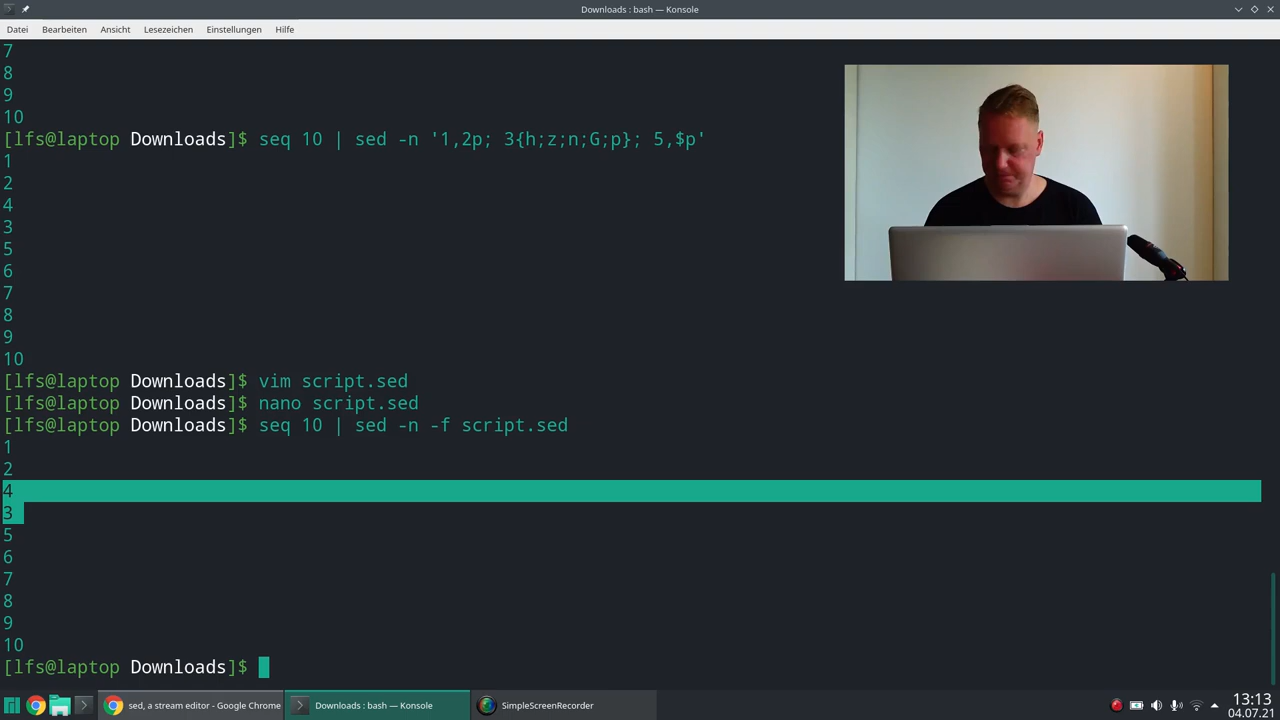 Downloads : bash — Konsole
Datei Bearbeiten Ansicht Lesezeichen Einstellungen Hilfe
7
8
9
10
[lfs@laptop Downloads]$ seq 10 | sed -n '1,2p; 3{h;z;n;G;p}; 5,$p'
1
2
4
3
5
6
7
8
9
10
[lfs@laptop Downloads]$ vim script.sed
[lfs@laptop Downloads]$ nano script.sed
[lfs@laptop Downloads]$ seq 10 | sed -n -f script.sed
1
2
4
3
5
6
7
8
9
10
[lfs@laptop Downloads]$
sed, a stream editor - Google Chrome
Downloads : bash — Konsole
SimpleScreenRecorder
13:13
04.07.21